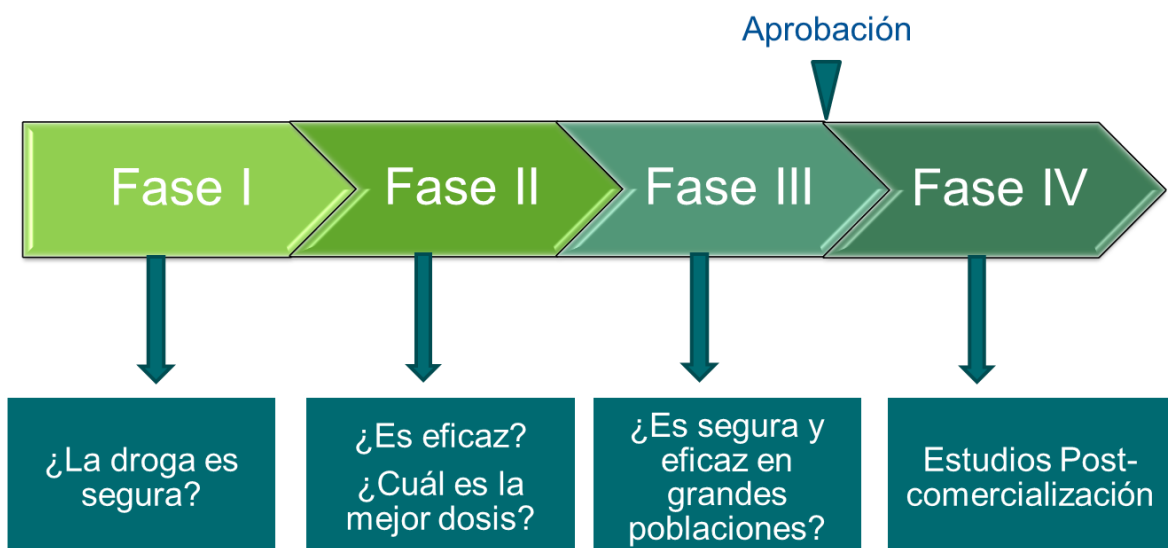 Aprobación
Fase I
Fase II
Fase III
Fase IV
¿La droga es
segura?
¿Es eficaz?
¿Cuál es la
mejor dosis?
¿Es segura y
eficaz en
grandes
poblaciones?
Estudios Post-
comercialización